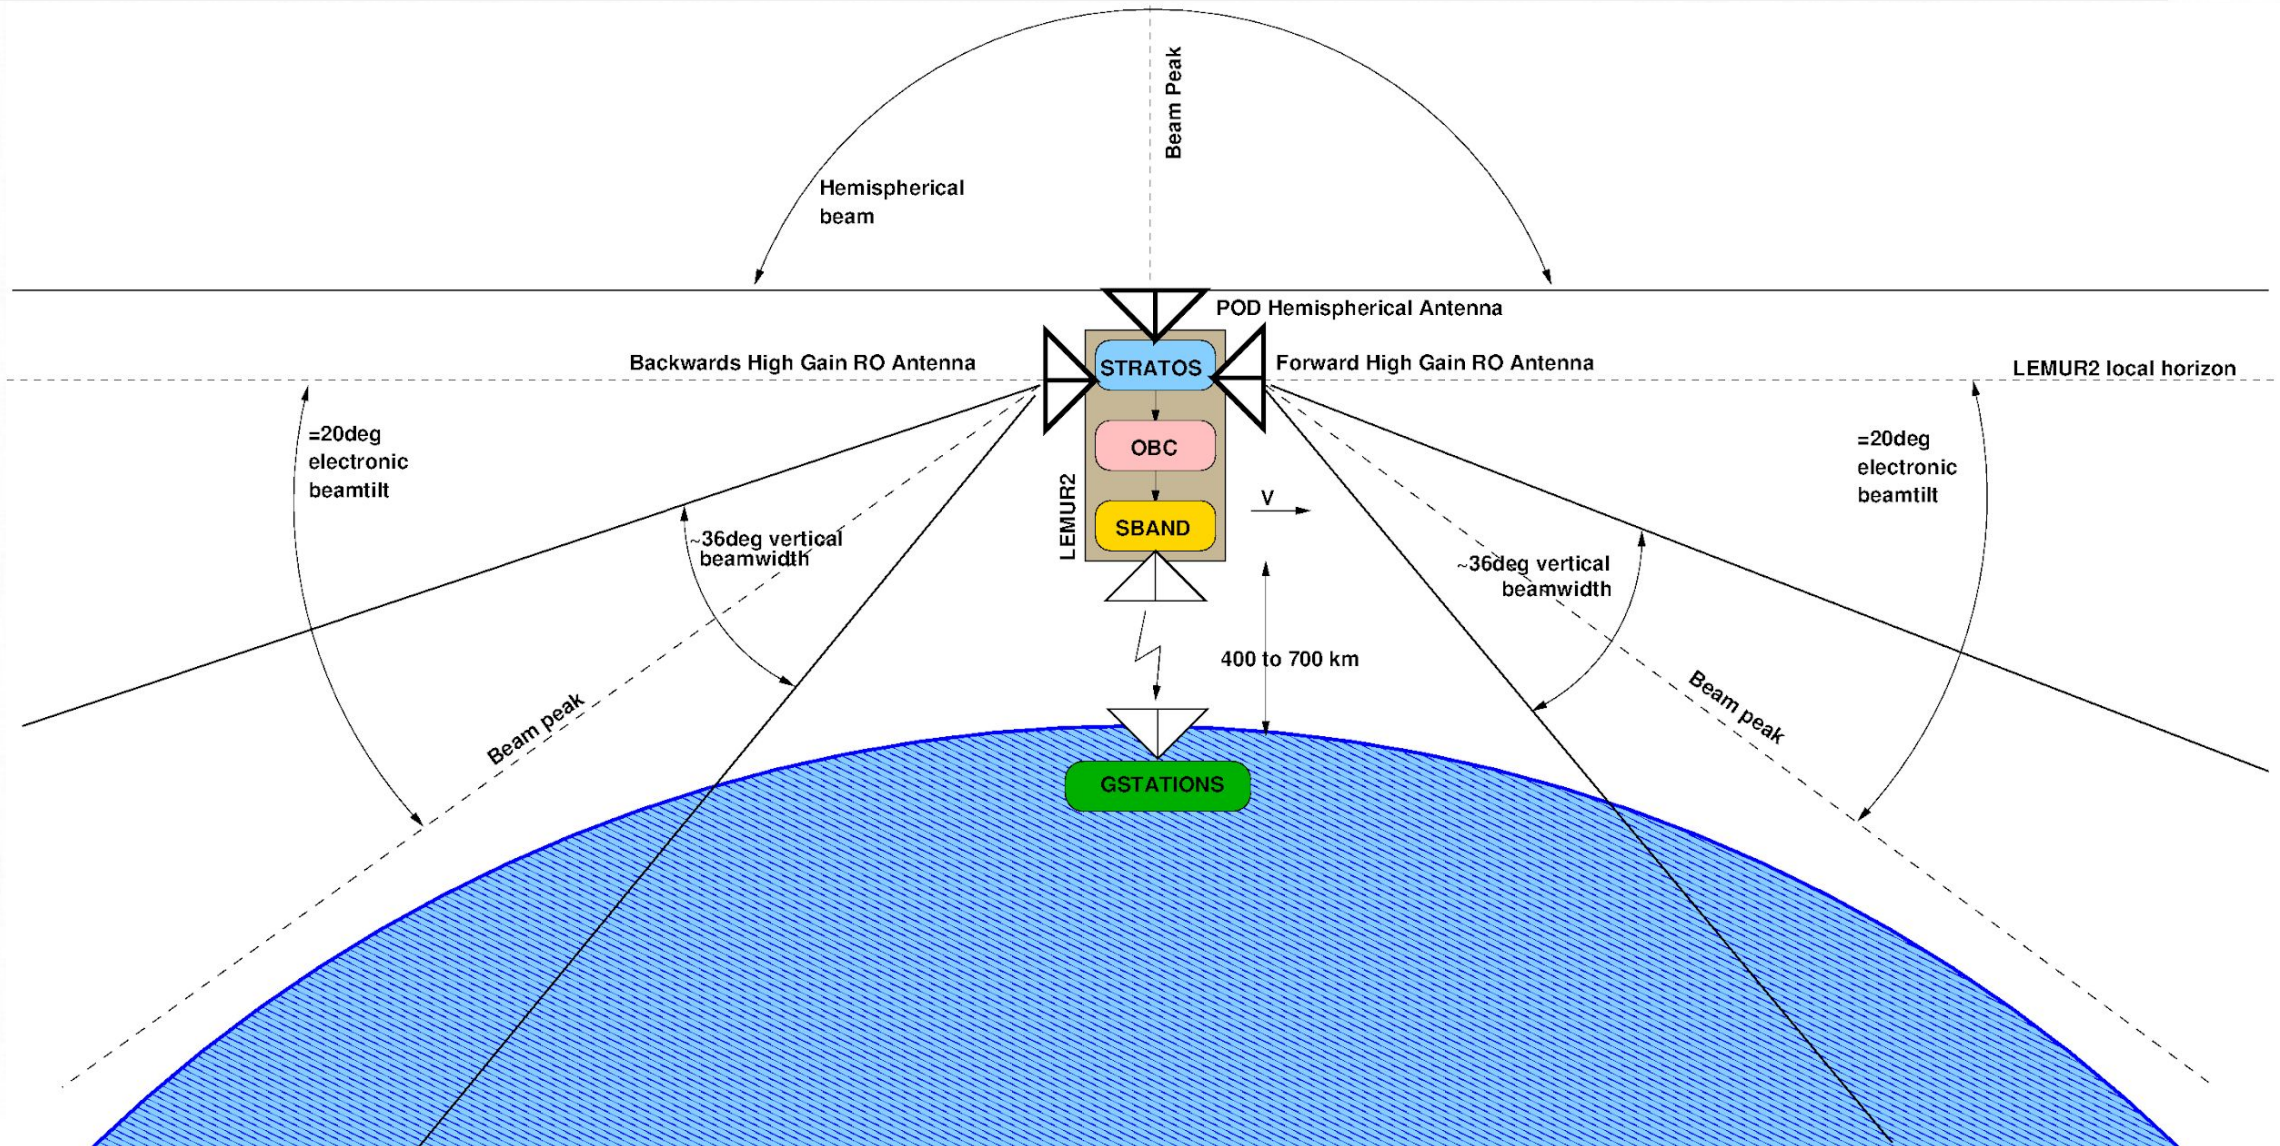 Beam Peak
Hemispherical
beam
POD Hemispherical Antenna
Backwards High Gain RO Antenna
STRATOS
Forward High Gain RO Antenna
LEMUR2 local horizon
=20deg
electronic
beamtilt
OBC
=20deg
electronic
beamtilt
LEMUR2
SBAND
V
~36deg vertical
beamwidth
~36deg vertical
beamwidth
400 to 700 km
Beam peak
Beam peak
GSTATIONS